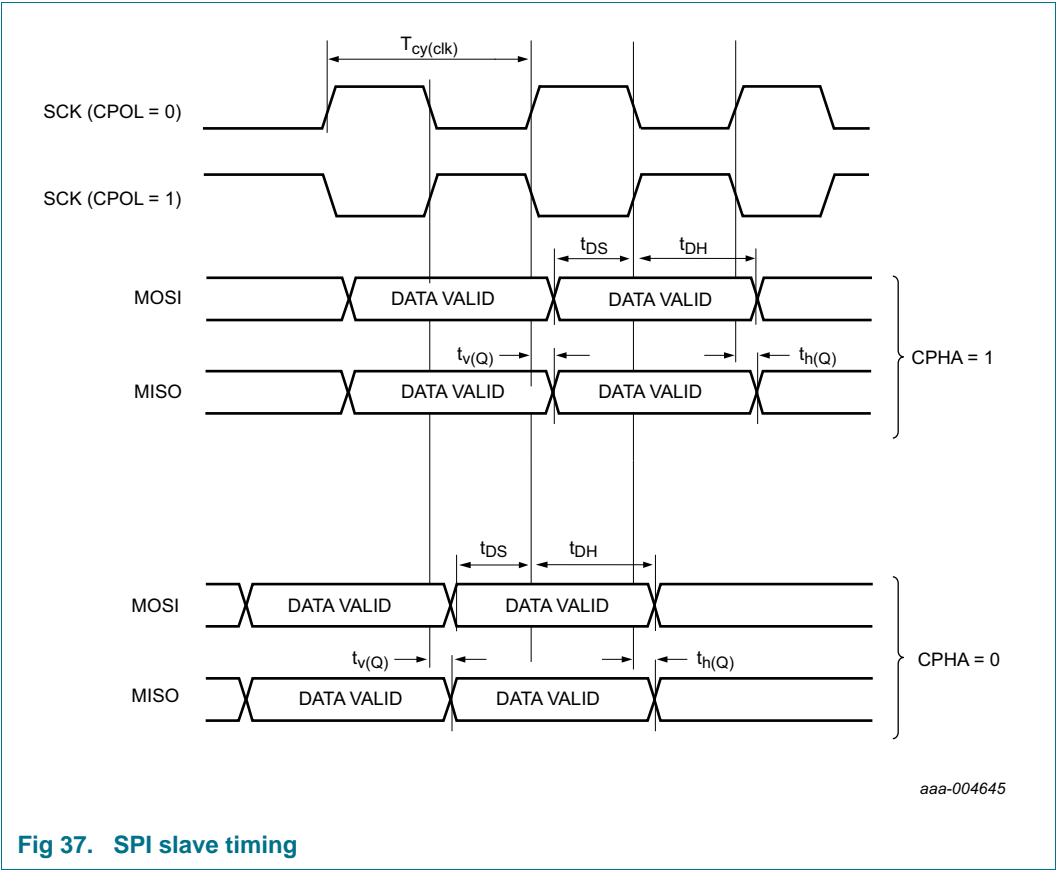 Tcy(clk)
SCK (CPOL = 0)
SCK (CPOL = 1)
tDS tDH
MOSI DATA VALID DATA VALID
tv(Q) th(Q) CPHA = 1
MISO DATA VALID DATA VALID
tDS tDH
MOSI DATA VALID DATA VALID
tv(Q) th(Q) CPHA = 0
MISO DATA VALID DATA VALID
aaa-004645
Fig 37. SPI slave timing